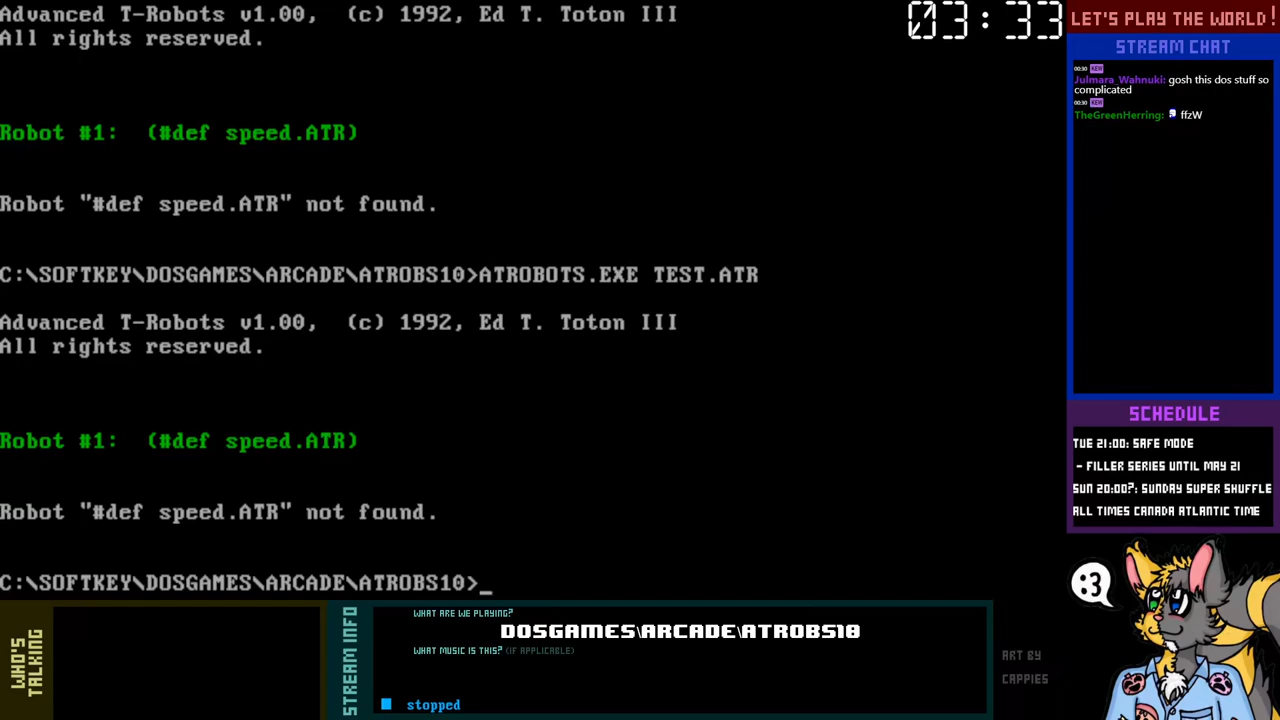 Advanced T-Robots v1.00, (c) 1992, Ed T. Toton III
All rights reserved.
Robot #1: (#def speed.ATR)
Robot "#def speed.ATR" not found.
C:\SOFTKEY\DOSGAMES\ARCADE\ATROBS10>ATROBOTS.EXE TEST.ATR
Advanced T-Robots v1.00, (c) 1992, Ed T. Toton III
All rights reserved.
Robot #1: (#def speed.ATR)
Robot "#def speed.ATR" not found.
C:\SOFTKEY\DOSGAMES\ARCADE\ATROBS10>_
03:33
LET'S PLAY THE WORLD!
STREAM CHAT
00:30 KEW
Julmara_Wahnuki: gosh this dos stuff so
complicated
00:30 KEW
TheGreenHerring: ffzW
SCHEDULE
TUE 21:00: SAFE MODE
- FILLER SERIES UNTIL MAY 21
SUN 20:00?: SUNDAY SUPER SHUFFLE
ALL TIMES CANADA ATLANTIC TIME
:3
WHO'S
TALKING
STREAM INFO
WHAT ARE WE PLAYING?
DOSGAMES\ARCADE\ATROBS10
WHAT MUSIC IS THIS? (IF APPLICABLE)
stopped
ART BY
CAPPIES